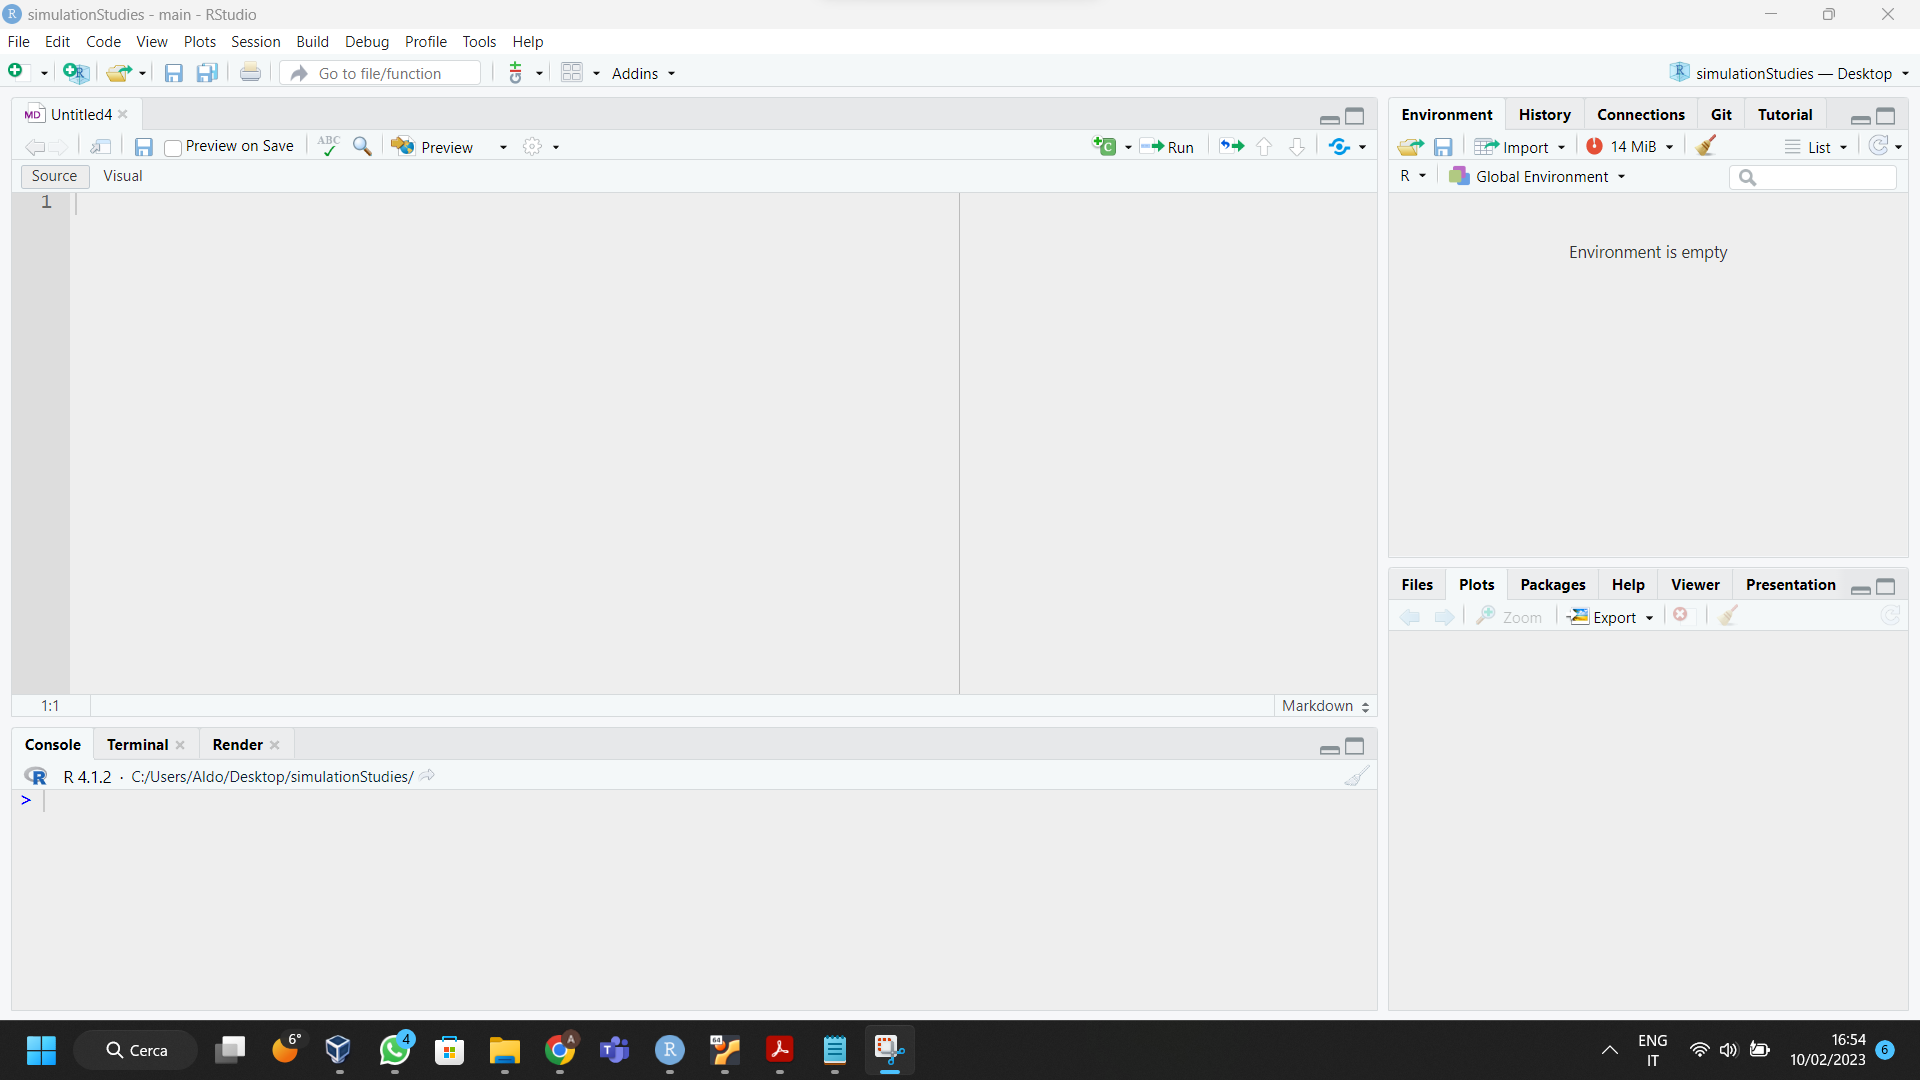 simulationStudies - main - RStudio
File Edit Code View Plots Session Build Debug Profile Tools Help
Go to file/function Addins simulationStudies — Desktop
MD Untitled4
Preview on Save ABC Preview C Run
Source Visual
1
1:1 Markdown
Console Terminal Render
R 4.1.2 · C:/Users/Aldo/Desktop/simulationStudies/
>
Environment History Connections Git Tutorial
Import 14 MiB List
R Global Environment
Environment is empty
Files Plots Packages Help Viewer Presentation
Zoom Export
Cerca 6° 4 A R 64 ENG 16:54
IT 10/02/2023 6